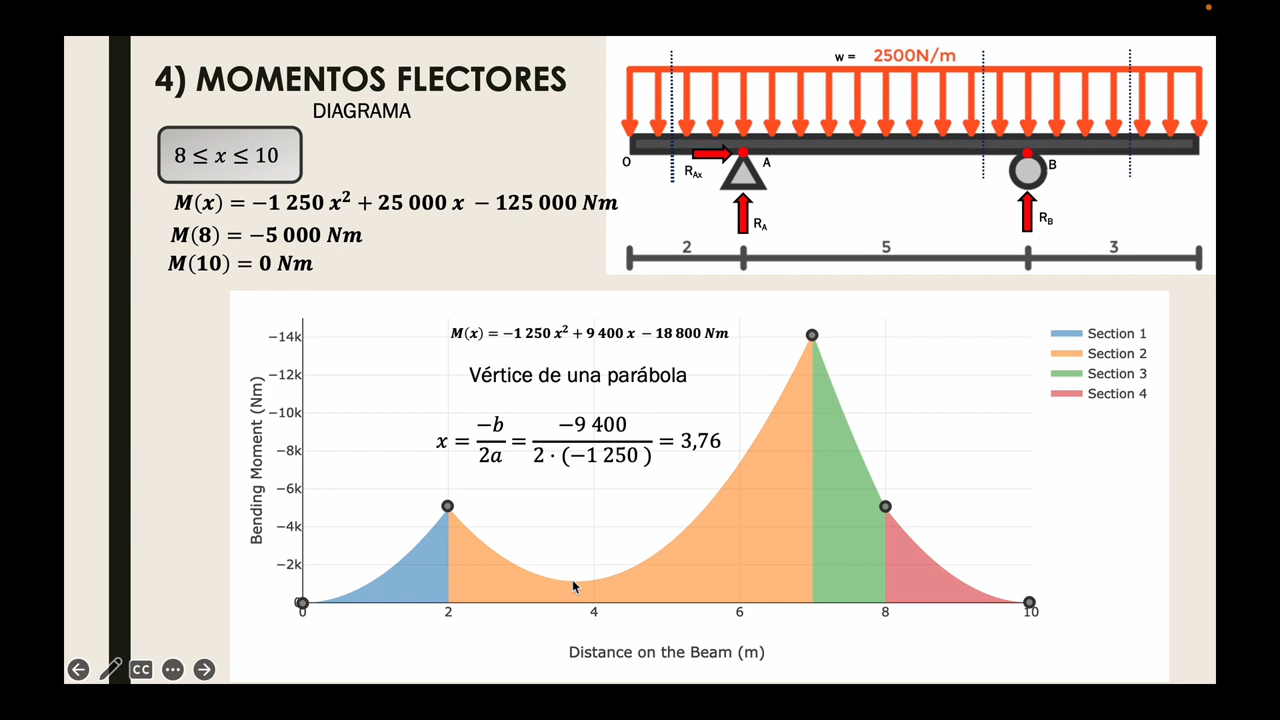 4) MOMENTOS FLECTORES
DIAGRAMA
8 ≤ x ≤ 10
M(x) = −1 250 x² + 25 000 x − 125 000 Nm
M(8) = −5 000 Nm
M(10) = 0 Nm
w = 2500N/m
O
A
B
R_Ax
R_A
R_B
2 5 3
M(x) = −1 250 x² + 9 400 x − 18 800 Nm
Vértice de una parábola
x = −b/2a = −9 400/2 · (−1 250 ) = 3,76
Bending Moment (Nm)
−14k
−12k
−10k
−8k
−6k
−4k
−2k
0
0 2 4 6 8 10
Distance on the Beam (m)
Section 1
Section 2
Section 3
Section 4
CC